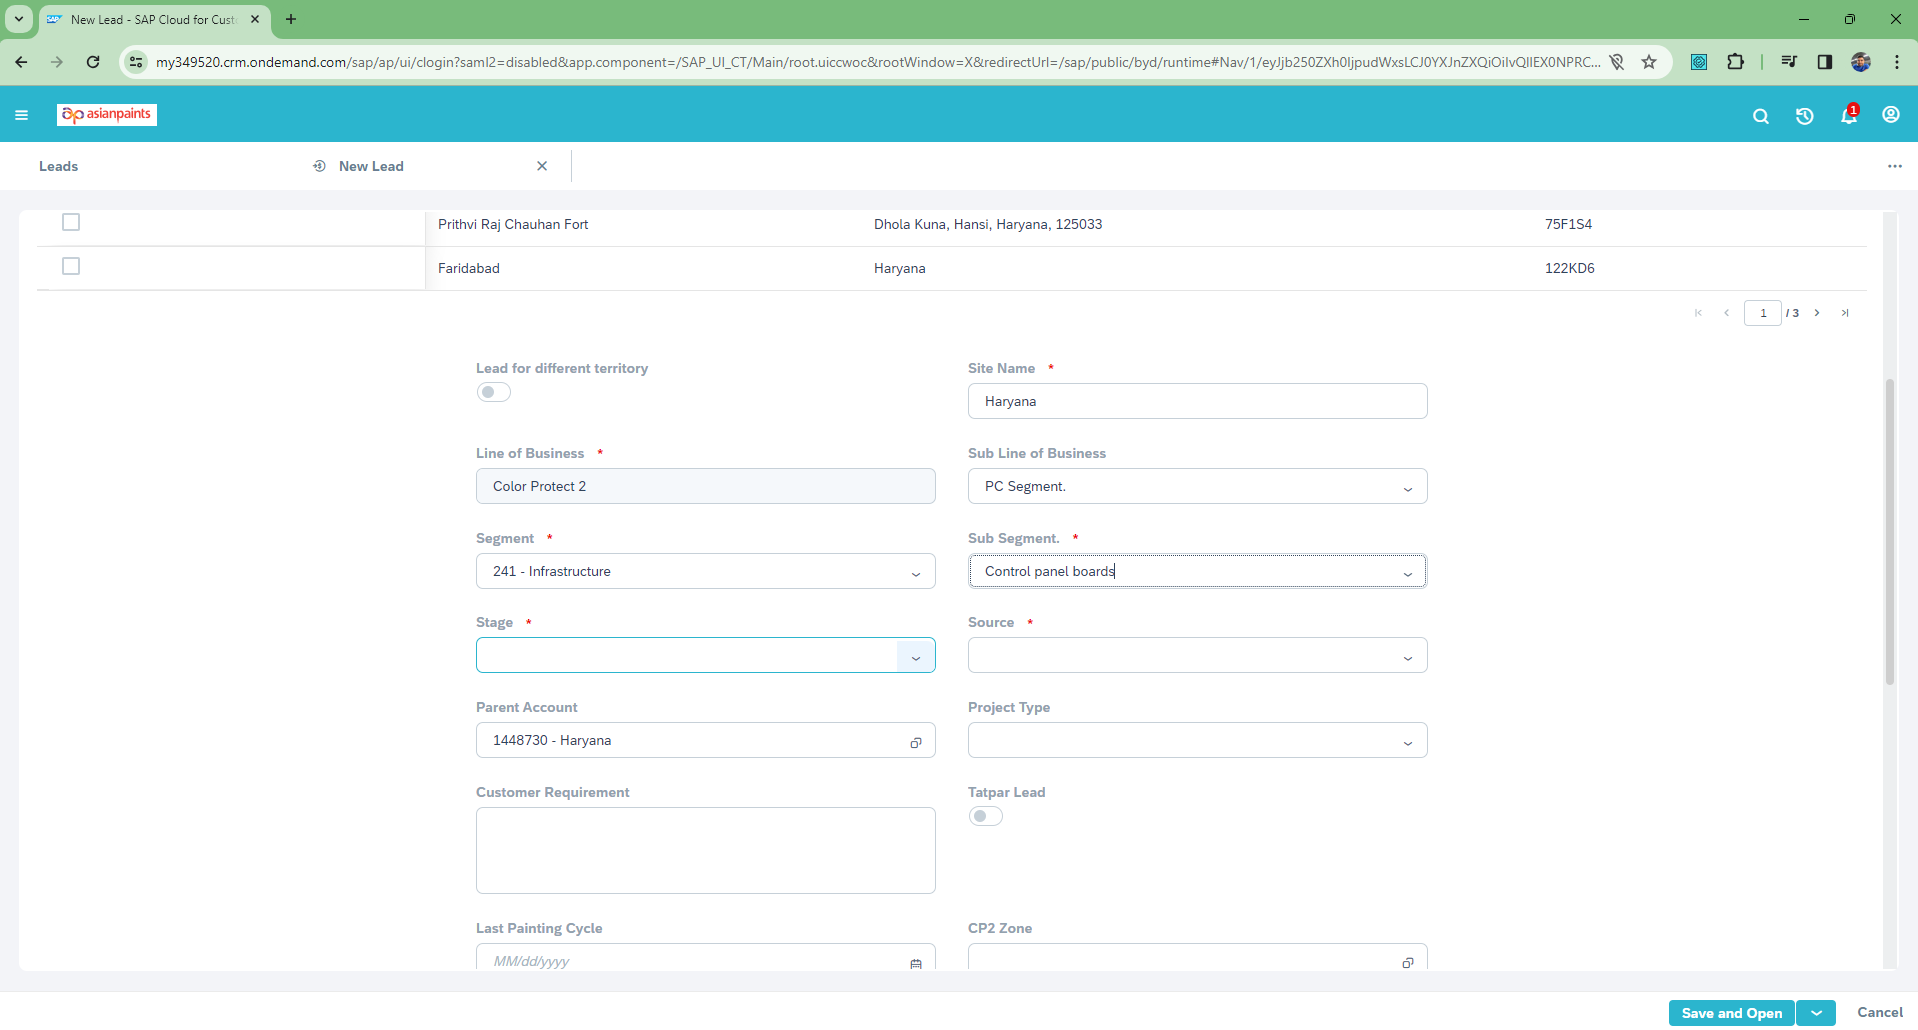 New Lead - SAP Cloud for Cust
my349520.crm.ondemand.com/sap/ap/ui/clogin?saml2=disabled&app.component=/SAP_UI_CT/Main/root.uiccwoc&rootWindow=X&redirectUrl=/sap/public/byd/runtime#Nav/1/eyJjb250ZXh0IjpudWxsLCJ0YXJnZXQiOiIvQllEX0NPRC...
asianpaints
1
Leads
New Lead
Prithvi Raj Chauhan Fort Dhola Kuna, Hansi, Haryana, 125033 75F1S4
Faridabad Haryana 122KD6
1 / 3
Lead for different territory
Site Name *
Haryana
Line of Business *
Color Protect 2
Sub Line of Business
PC Segment.
Segment *
241 - Infrastructure
Sub Segment. *
Control panel boards
Stage *
Source *
Parent Account
1448730 - Haryana
Project Type
Customer Requirement
Tatpar Lead
Last Painting Cycle
MM/dd/yyyy
CP2 Zone
Save and Open
Cancel